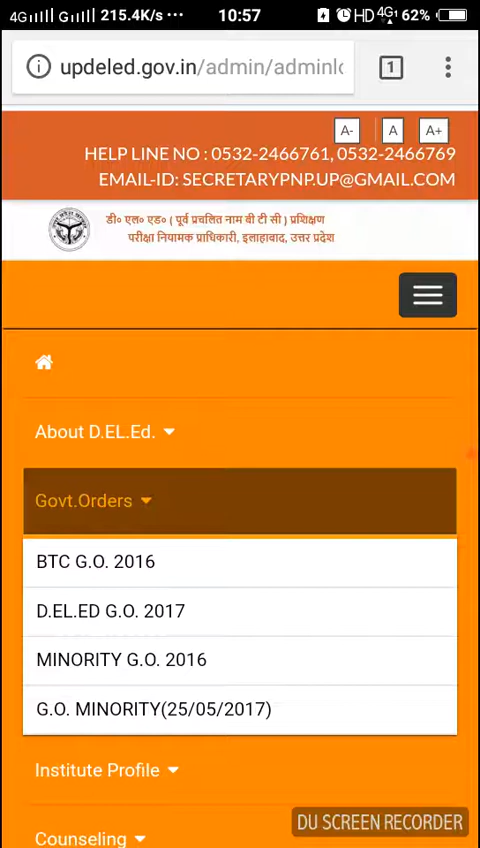 4G 4G 215.4K/s ••• 10:57 HD 4G 62%
updeled.gov.in/admin/adminl
1
A- A A+
HELP LINE NO : 0532-2466761, 0532-2466769
EMAIL-ID: SECRETARYPNP.UP@GMAIL.COM
डी० एल० एड० ( पूर्व प्रचलित नाम बी टी सी ) प्रशिक्षण
परीक्षा नियामक प्राधिकारी, इलाहाबाद, उत्तर प्रदेश
About D.EL.Ed.
Govt.Orders
BTC G.O. 2016
D.EL.ED G.O. 2017
MINORITY G.O. 2016
G.O. MINORITY(25/05/2017)
Institute Profile
Counseling
DU SCREEN RECORDER